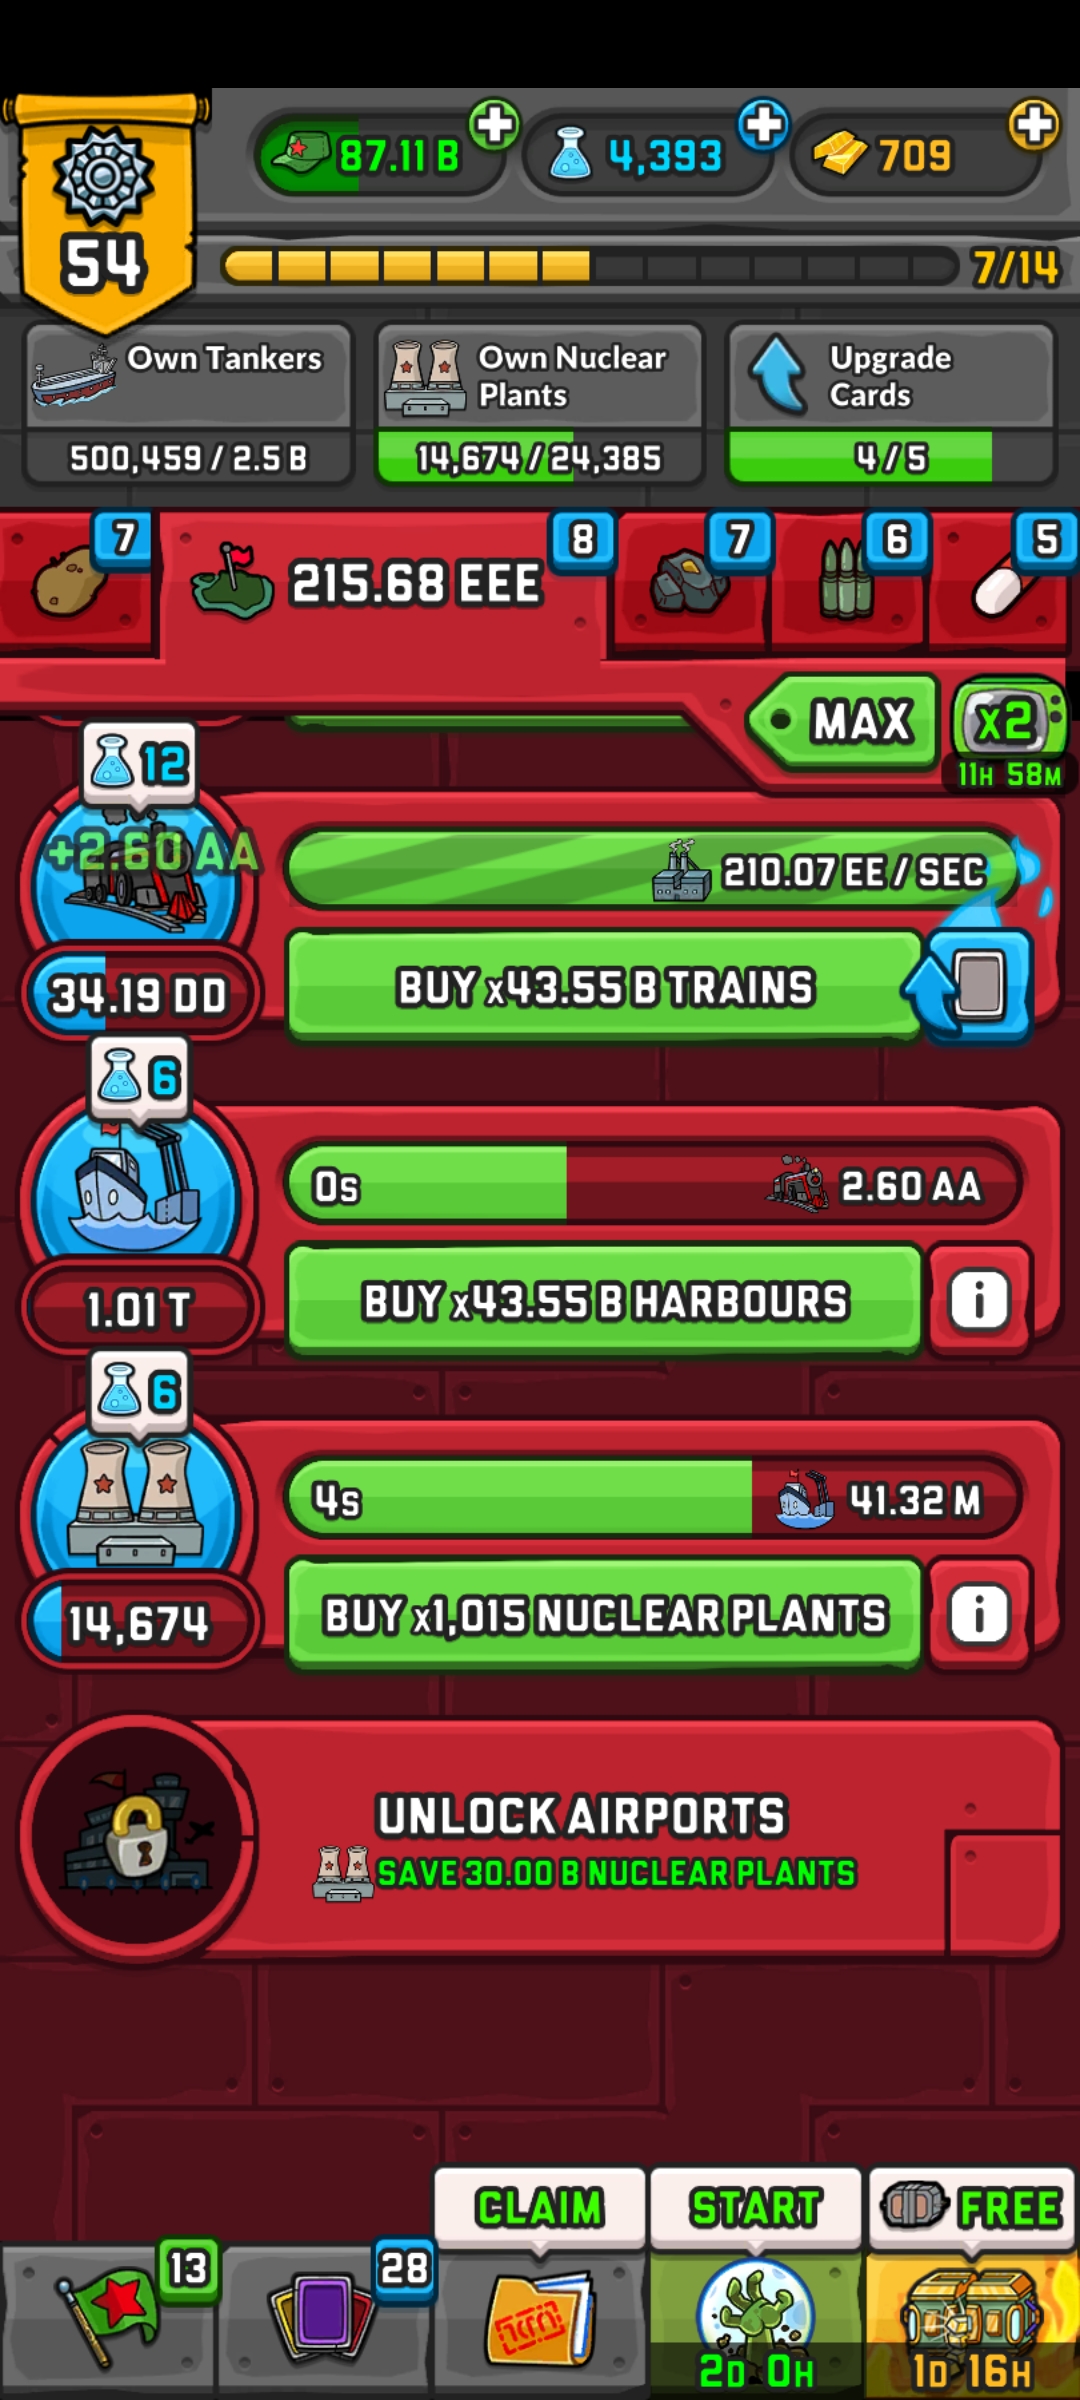 87.11 B
4,393
709
54
7/14
Own Tankers
500,459 / 2.5 B
Own Nuclear
Plants
14,674 / 24,385
Upgrade
Cards
4 / 5
7
215.68 EEE
8
7
6
5
MAX
x2
11H 58M
12
+2.60 AA
210.07 EE / SEC
34.19 DD
BUY x43.55 B TRAINS
6
0s
2.60 AA
1.01 T
BUY x43.55 B HARBOURS
i
6
4s
41.32 M
14,674
BUY x1,015 NUCLEAR PLANTS
i
UNLOCK AIRPORTS
SAVE 30.00 B NUCLEAR PLANTS
CLAIM
START
FREE
13
28
2D 0H
1D 16H